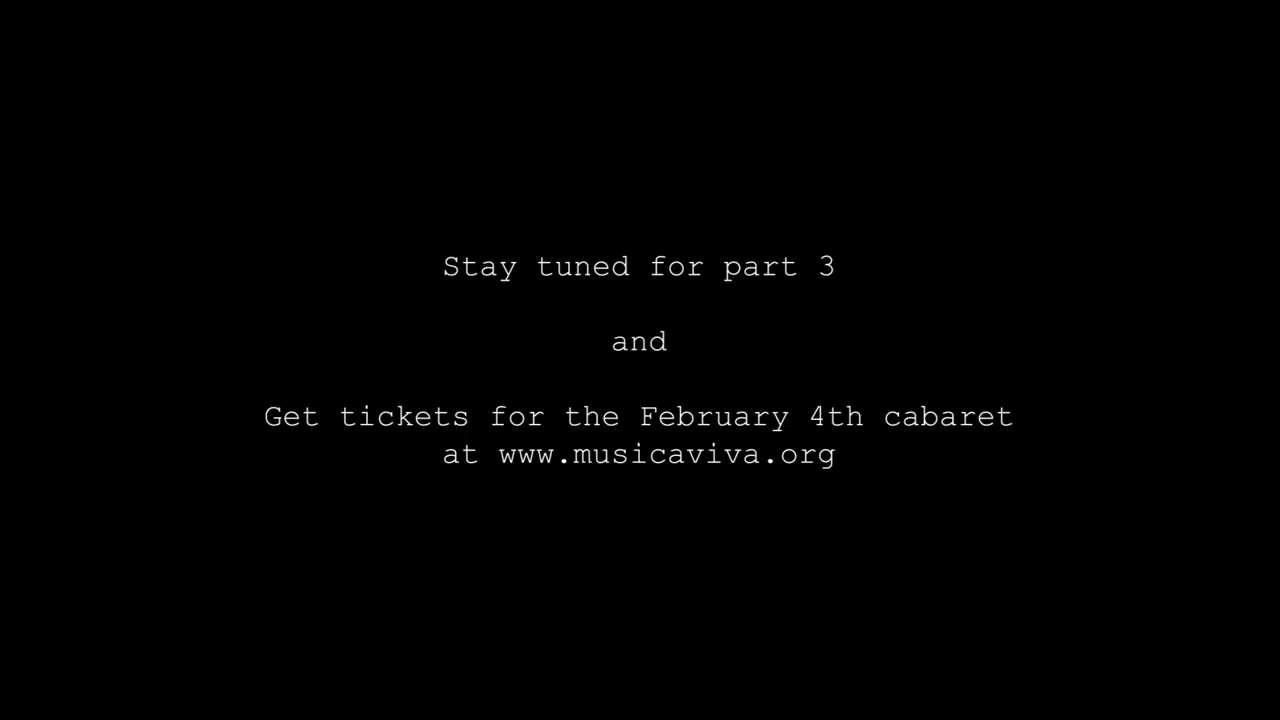 Stay tuned for part 3
and
Get tickets for the February 4th cabaret
at www.musicaviva.org